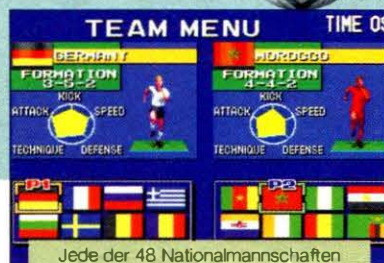 TEAM MENU
TIME
GERMANY
MOROCCO
FORMATION
3-5-2
FORMATION
4-4-2
KICK
KICK
ATTACK
SPEED
ATTACK
SPEED
TECHNIQUE
DEFENSE
TECHNIQUE
DEFENSE
P1
P2
Jede der 48 Nationalmannschaften